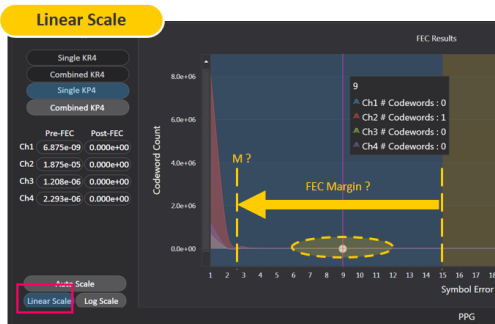 Linear Scale
FEC Results
Single KR4
Combined KR4
Single KP4
Combined KP4
Pre-FEC Post-FEC
Ch1 6.875e-09 0.000e+00
Ch2 1.875e-05 0.000e+00
Ch3 1.208e-06 0.000e+00
Ch4 2.293e-06 0.000e+00
Auto Scale
Linear Scale Log Scale
Codeword Count
8.0e+06
6.0e+06
4.0e+06
2.0e+06
0.0e+00
9
Ch1 # Codewords : 0
Ch2 # Codewords : 1
Ch3 # Codewords : 0
Ch4 # Codewords : 0
M ?
FEC Margin ?
1 2 3 4 5 6 7 8 9 10 11 12 13 14 15 16 17 18
Symbol Error
PPG